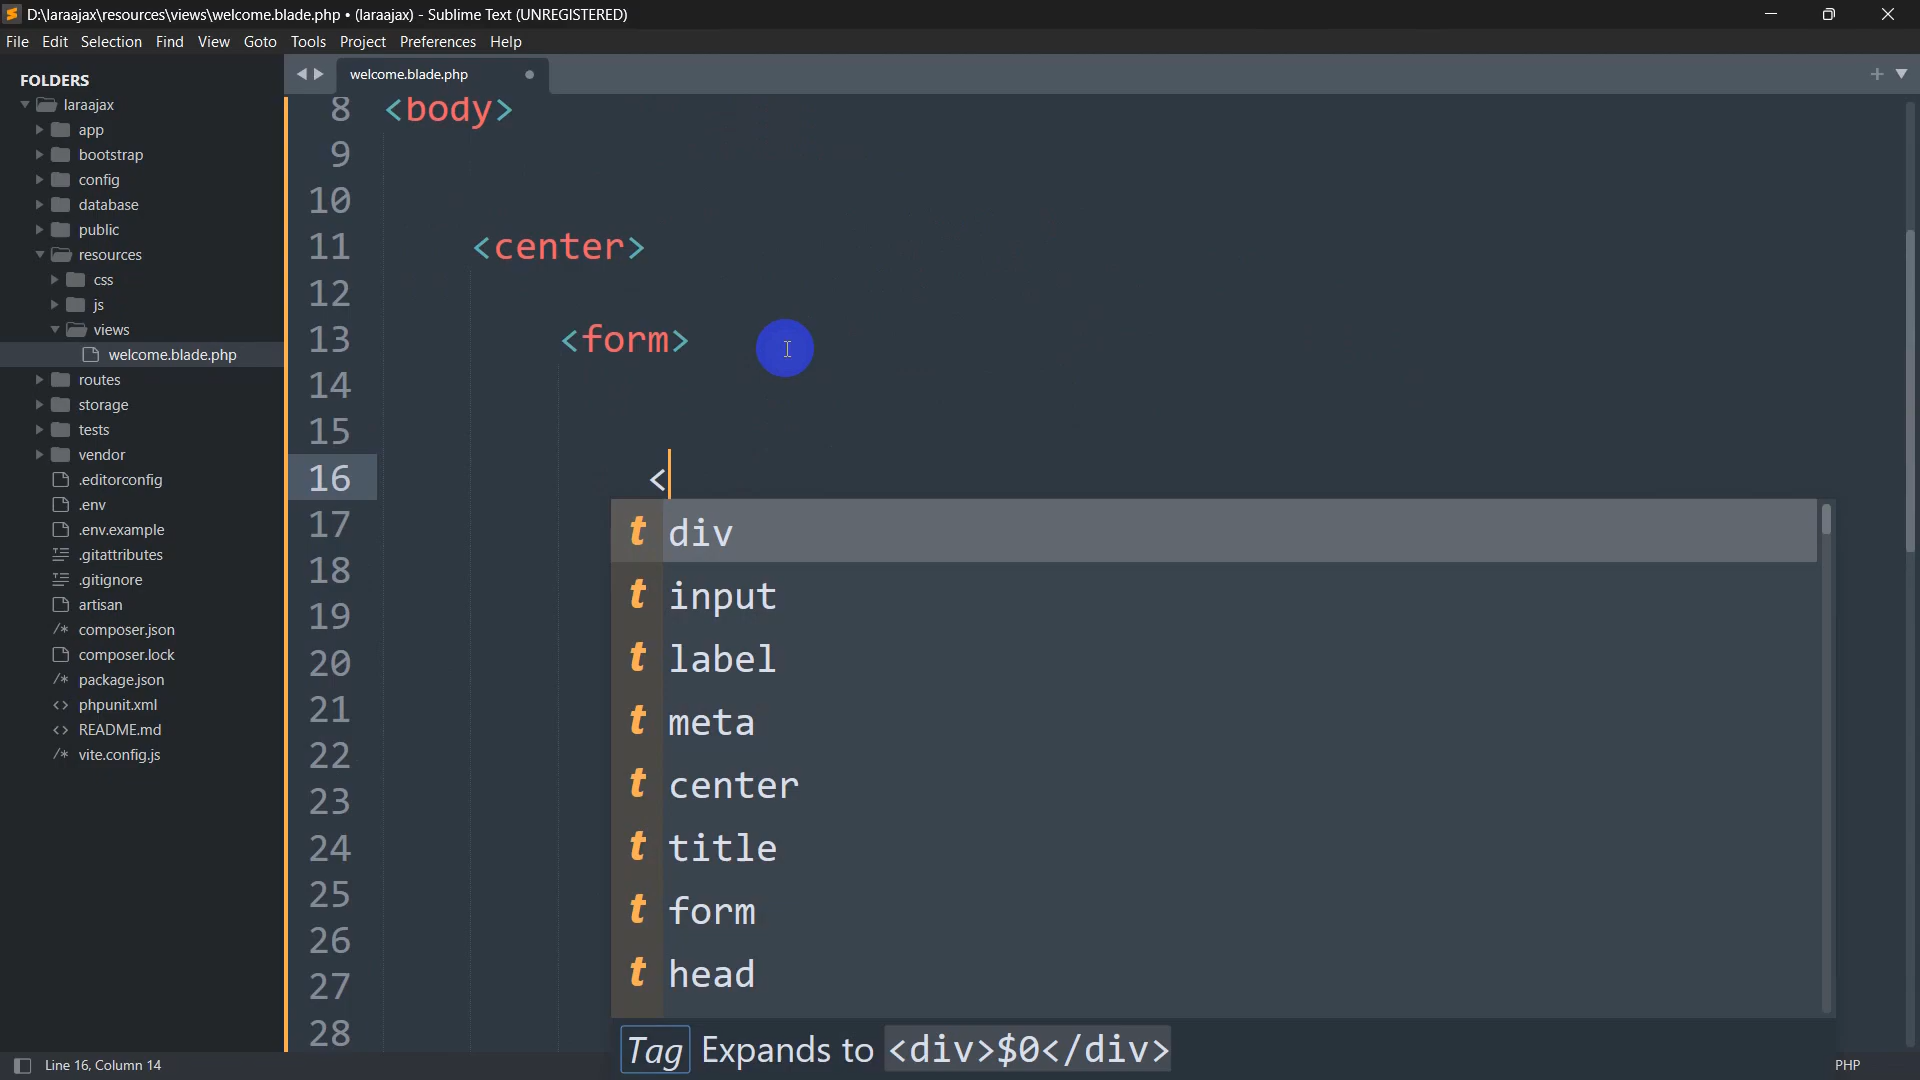 D:\laraajax\resources\views\welcome.blade.php • (laraajax) - Sublime Text (UNREGISTERED)
File Edit Selection Find View Goto Tools Project Preferences Help
FOLDERS
laraajax
app
bootstrap
config
database
public
resources
css
js
views
welcome.blade.php
routes
storage
tests
vendor
.editorconfig
.env
.env.example
.gitattributes
.gitignore
artisan
composer.json
composer.lock
package.json
phpunit.xml
README.md
vite.config.js
welcome.blade.php
8 <body>
9
10
11 <center>
12
13 <form>
14
15
16 <
17
18
19
20
21
22
23
24
25
26
27
28
t div
t input
t label
t meta
t center
t title
t form
t head
Tag Expands to <div>$0</div>
Line 16, Column 14
PHP